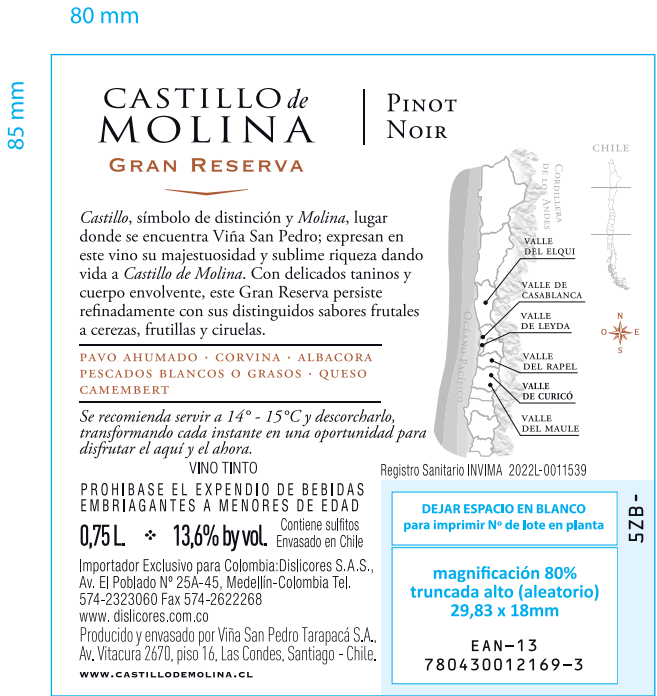 80 mm
85 mm
CASTILLO de
MOLINA
GRAN RESERVA
PINOT
NOIR
Castillo, símbolo de distinción y Molina, lugar
donde se encuentra Viña San Pedro; expresan en
este vino su majestuosidad y sublime riqueza dando
vida a Castillo de Molina. Con delicados taninos y
cuerpo envolvente, este Gran Reserva persiste
refinadamente con sus distinguidos sabores frutales
a cerezas, frutillas y ciruelas.
PAVO AHUMADO · CORVINA · ALBACORA
PESCADOS BLANCOS O GRASOS · QUESO
CAMEMBERT
Se recomienda servir a 14° - 15°C y descorcharlo,
transformando cada instante en una oportunidad para
disfrutar el aquí y el ahora.
CHILE
CORDILLERA
DE LOS ANDES
OCÉANO PACÍFICO
VALLE
DEL ELQUI
VALLE DE
CASABLANCA
VALLE
DE LEYDA
VALLE
DEL RAPEL
VALLE
DE CURICÓ
VALLE
DEL MAULE
N
O E
S
VINO TINTO
Registro Sanitario INVIMA 2022L-0011539
PROHIBASE EL EXPENDIO DE BEBIDAS
EMBRIAGANTES A MENORES DE EDAD
0,75 L. 13,6% by vol. Contiene sulfitos
Envasado en Chile
Importador Exclusivo para Colombia:Dislicores S.A.S.,
Av. El Poblado Nº 25A-45, Medellín-Colombia Tel.
574-2323060 Fax 574-2622268
www. dislicores.com.co
Producido y envasado por Viña San Pedro Tarapacá S.A.,
Av. Vitacura 2670, piso 16, Las Condes, Santiago - Chile.
WWW.CASTILLODEMOLINA.CL
DEJAR ESPACIO EN BLANCO
para imprimir Nº de lote en planta
5ZB-
magnificación 80%
truncada alto (aleatorio)
29,83 x 18mm
EAN-13
780430012169-3